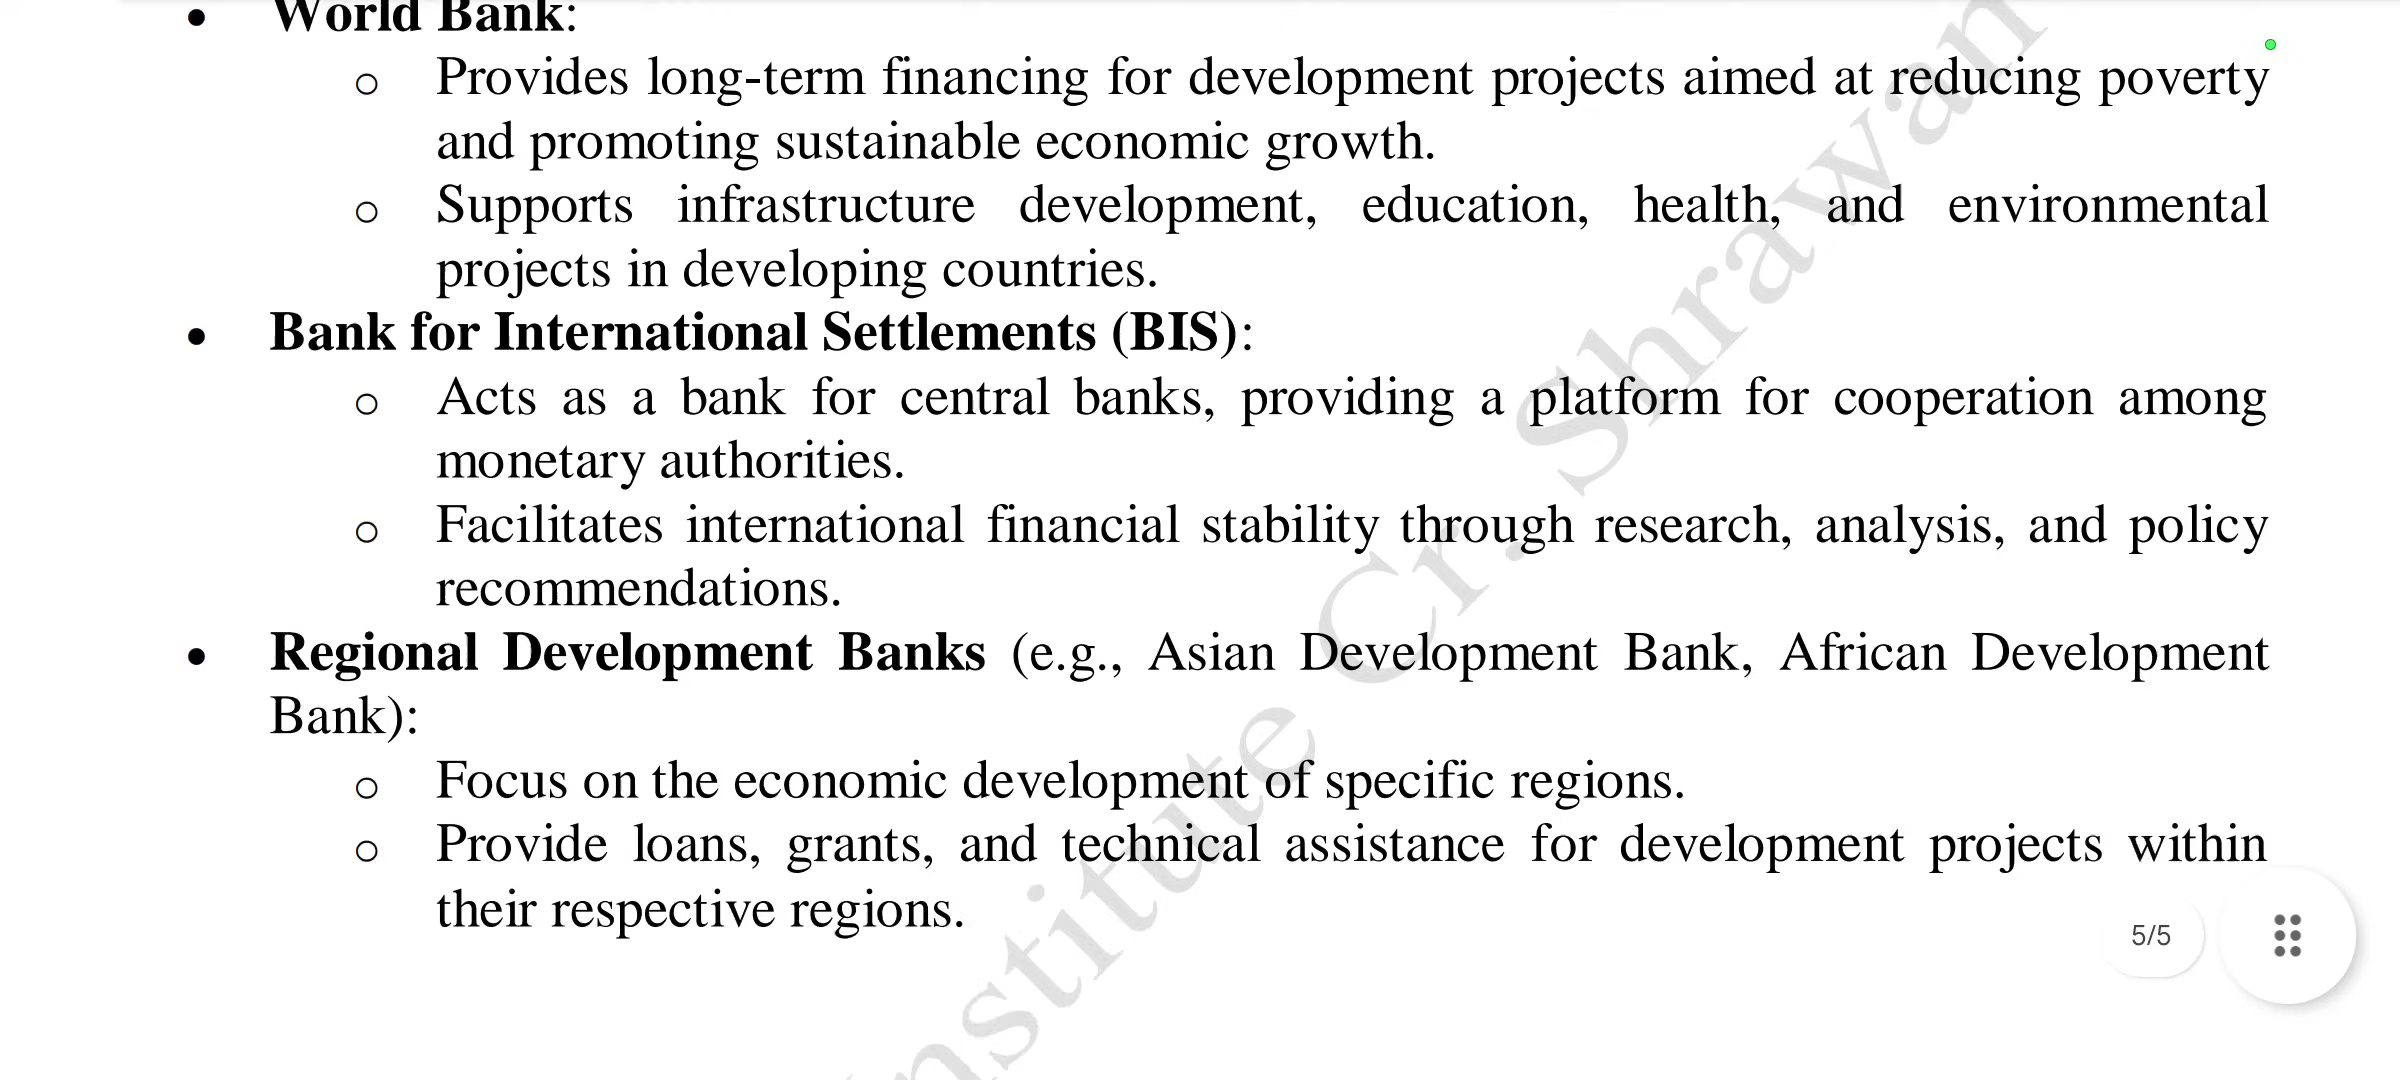 • World Bank:
o Provides long-term financing for development projects aimed at reducing poverty
and promoting sustainable economic growth.
o Supports infrastructure development, education, health, and environmental
projects in developing countries.
• Bank for International Settlements (BIS):
o Acts as a bank for central banks, providing a platform for cooperation among
monetary authorities.
o Facilitates international financial stability through research, analysis, and policy
recommendations.
• Regional Development Banks (e.g., Asian Development Bank, African Development
Bank):
o Focus on the economic development of specific regions.
o Provide loans, grants, and technical assistance for development projects within
their respective regions.
5/5
nstitute Cr. Shrawan